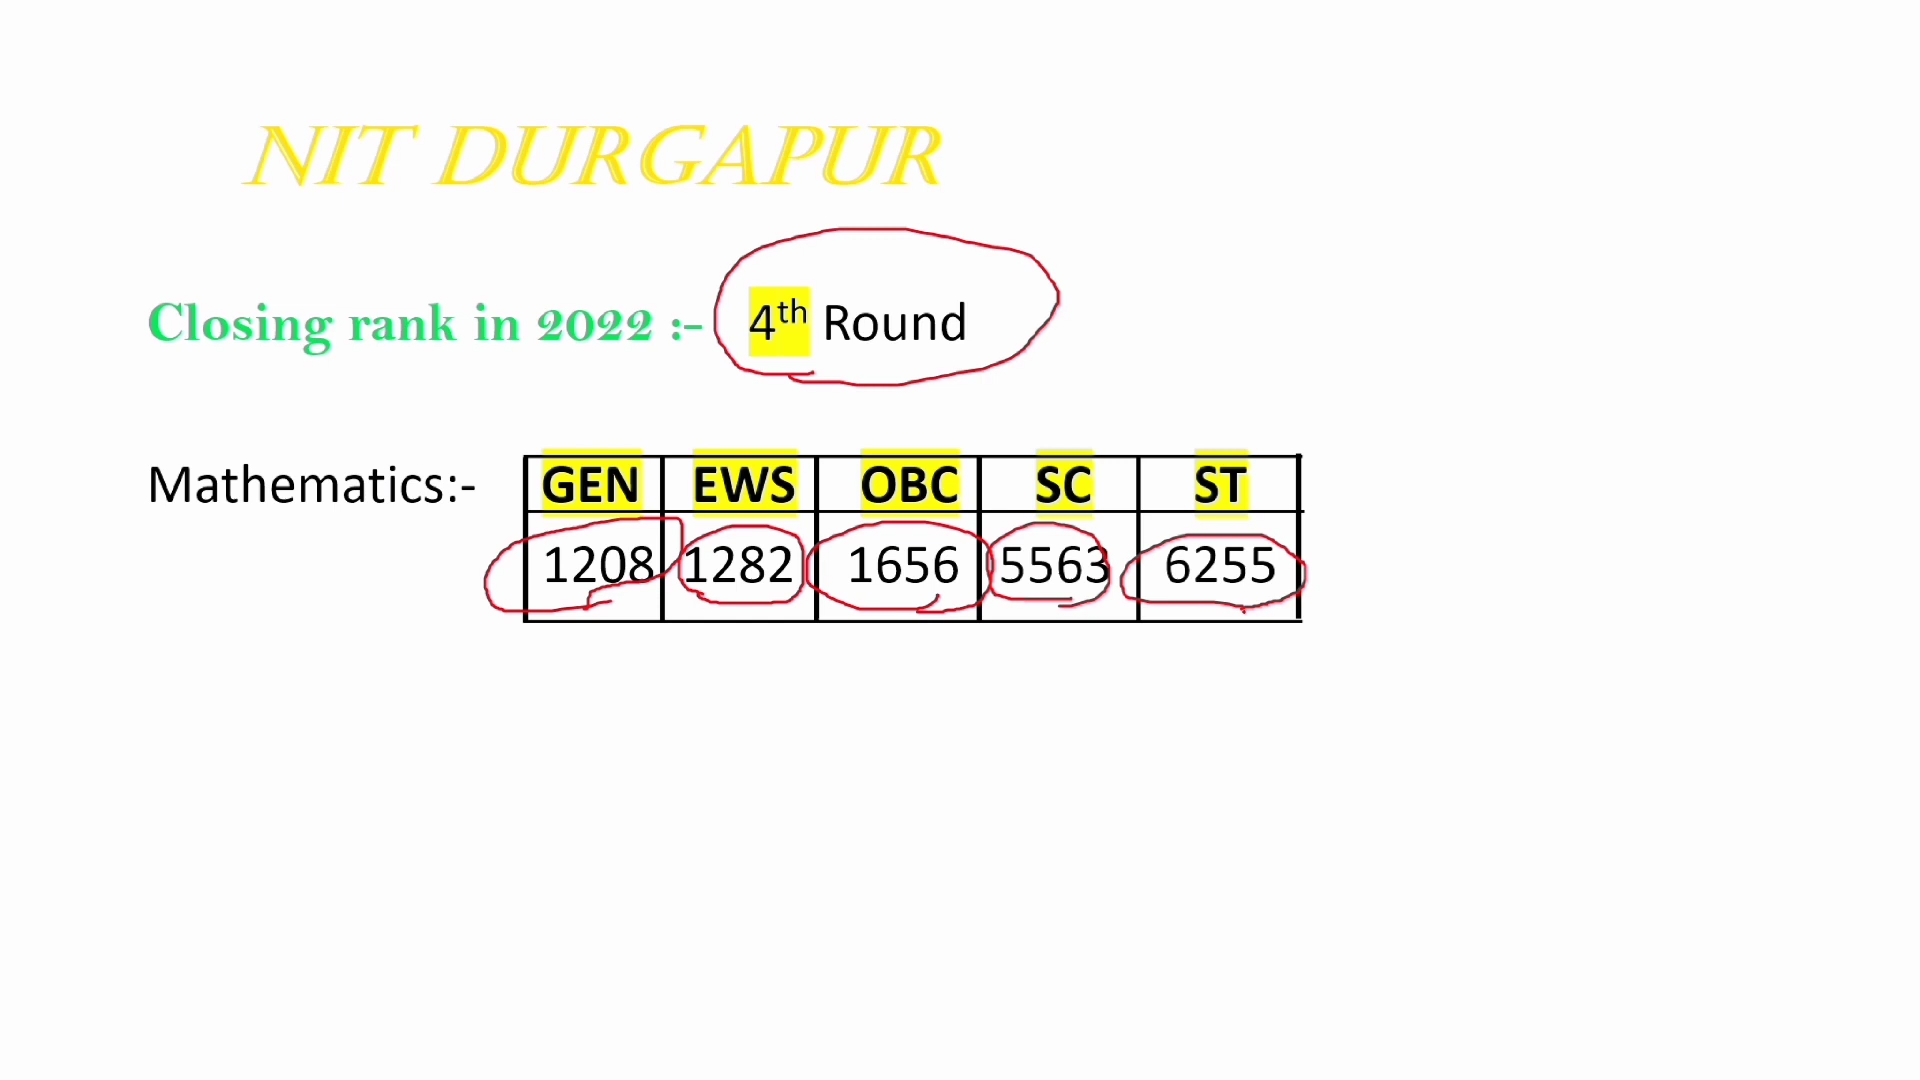 NIT DURGAPUR
Closing rank in 2022 :- 4th Round
Mathematics:- GEN EWS OBC SC ST
1208 1282 1656 5563 6255